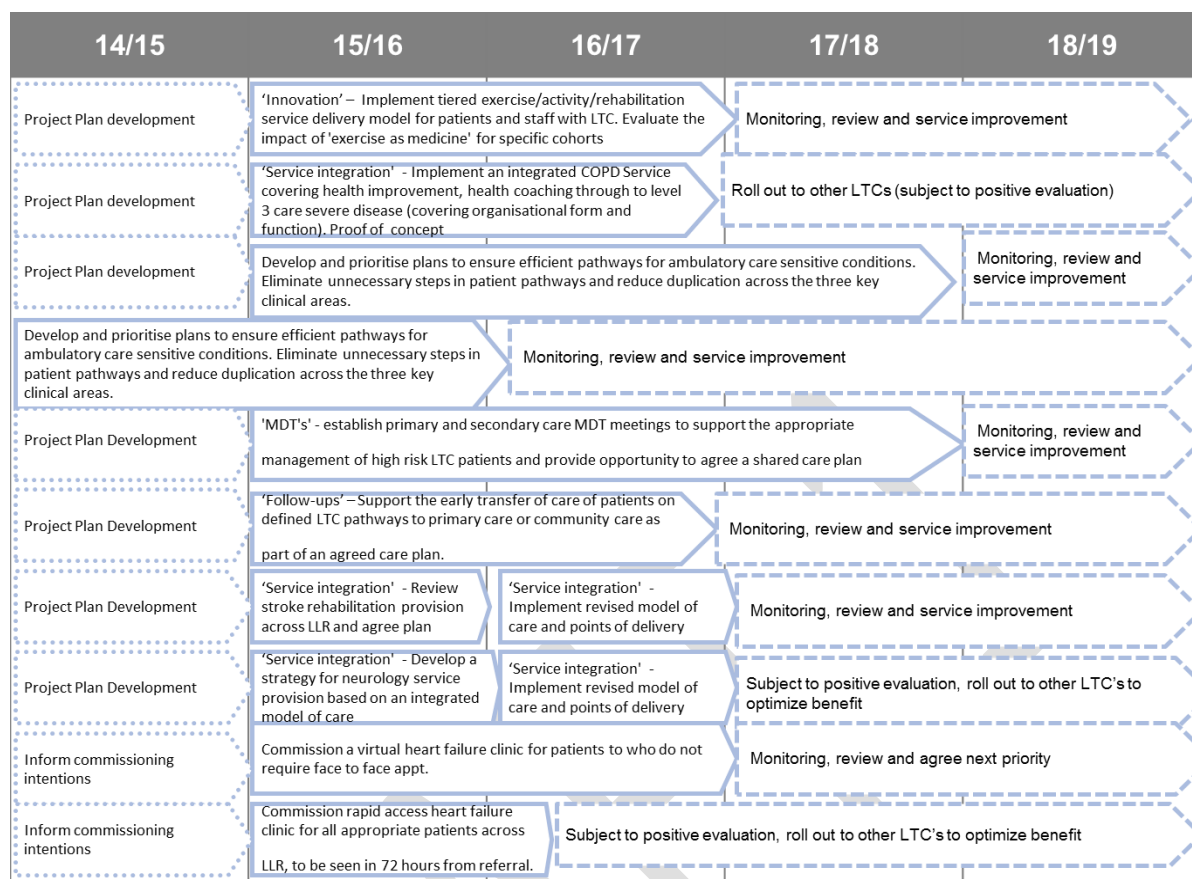 14/15 15/16 16/17 17/18 18/19
Project Plan development
‘Innovation’ – Implement tiered exercise/activity/rehabilitation
service delivery model for patients and staff with LTC. Evaluate the
impact of 'exercise as medicine' for specific cohorts
Monitoring, review and service improvement
Project Plan development
‘Service integration' - Implement an integrated COPD Service
covering health improvement, health coaching through to level
3 care severe disease (covering organisational form and
function). Proof of concept
Roll out to other LTCs (subject to positive evaluation)
Project Plan development
Develop and prioritise plans to ensure efficient pathways for ambulatory care sensitive conditions.
Eliminate unnecessary steps in patient pathways and reduce duplication across the three key
clinical areas.
Monitoring, review and
service improvement
Develop and prioritise plans to ensure efficient pathways for
ambulatory care sensitive conditions. Eliminate unnecessary steps in
patient pathways and reduce duplication across the three key
clinical areas.
Monitoring, review and service improvement
Project Plan Development
'MDT's' - establish primary and secondary care MDT meetings to support the appropriate
management of high risk LTC patients and provide opportunity to agree a shared care plan
Monitoring, review and
service improvement
Project Plan Development
‘Follow-ups’ – Support the early transfer of care of patients on
defined LTC pathways to primary care or community care as
part of an agreed care plan.
Monitoring, review and service improvement
Project Plan Development
‘Service integration' - Review
stroke rehabilitation provision
across LLR and agree plan
‘Service integration' -
Implement revised model of
care and points of delivery
Monitoring, review and service improvement
Project Plan Development
‘Service integration' - Develop a
strategy for neurology service
provision based on an integrated
model of care
‘Service integration' -
Implement revised model of
care and points of delivery
Subject to positive evaluation, roll out to other LTC’s to
optimize benefit
Inform commissioning
intentions
Commission a virtual heart failure clinic for patients to who do not
require face to face appt.
Monitoring, review and agree next priority
Inform commissioning
intentions
Commission rapid access heart failure
clinic for all appropriate patients across
LLR, to be seen in 72 hours from referral.
Subject to positive evaluation, roll out to other LTC’s to optimize benefit